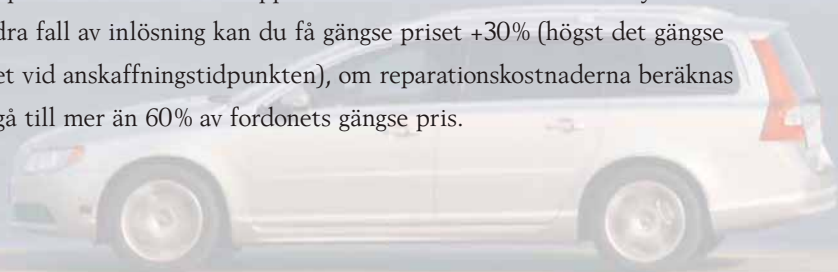 dra fall av inlösning kan du få gängse priset +30% (högst det gängse
et vid anskaffningstidpunkten), om reparationskostnaderna beräknas
gå till mer än 60% av fordonets gängse pris.